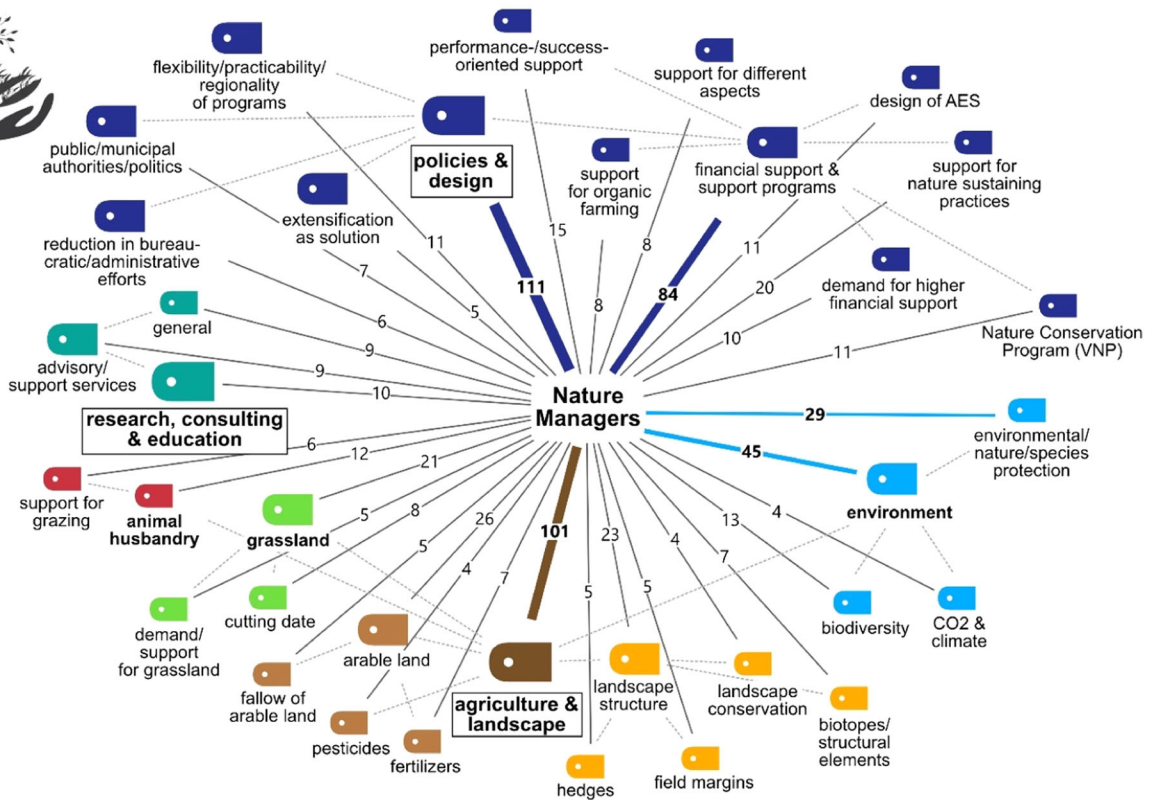 performance-/success-
oriented support
flexibility/practicability/
regionality
of programs
support for different
aspects
design of AES
public/municipal
authorities/politics
policies &
design
support
for organic
farming
financial support &
support programs
support for
nature sustaining
practices
extensification
as solution
reduction in bureau-
cratic/administrative
efforts
demand for higher
financial support
Nature Conservation
Program (VNP)
general
advisory/
support services
research, consulting
& education
Nature
Managers
11
15
8
11
7
111
84
20
5
8
10
6
9
11
9
10
29
6
12
45
21
5
8
26
13
4
5
101
23
4
7
4
7
5
5
environmental/
nature/species
protection
environment
support for
grazing
animal
husbandry
grassland
demand/
support
for grassland
cutting date
biodiversity
CO2 &
climate
arable land
fallow of
arable land
pesticides
fertilizers
agriculture &
landscape
landscape
structure
landscape
conservation
biotopes/
structural
elements
hedges
field margins